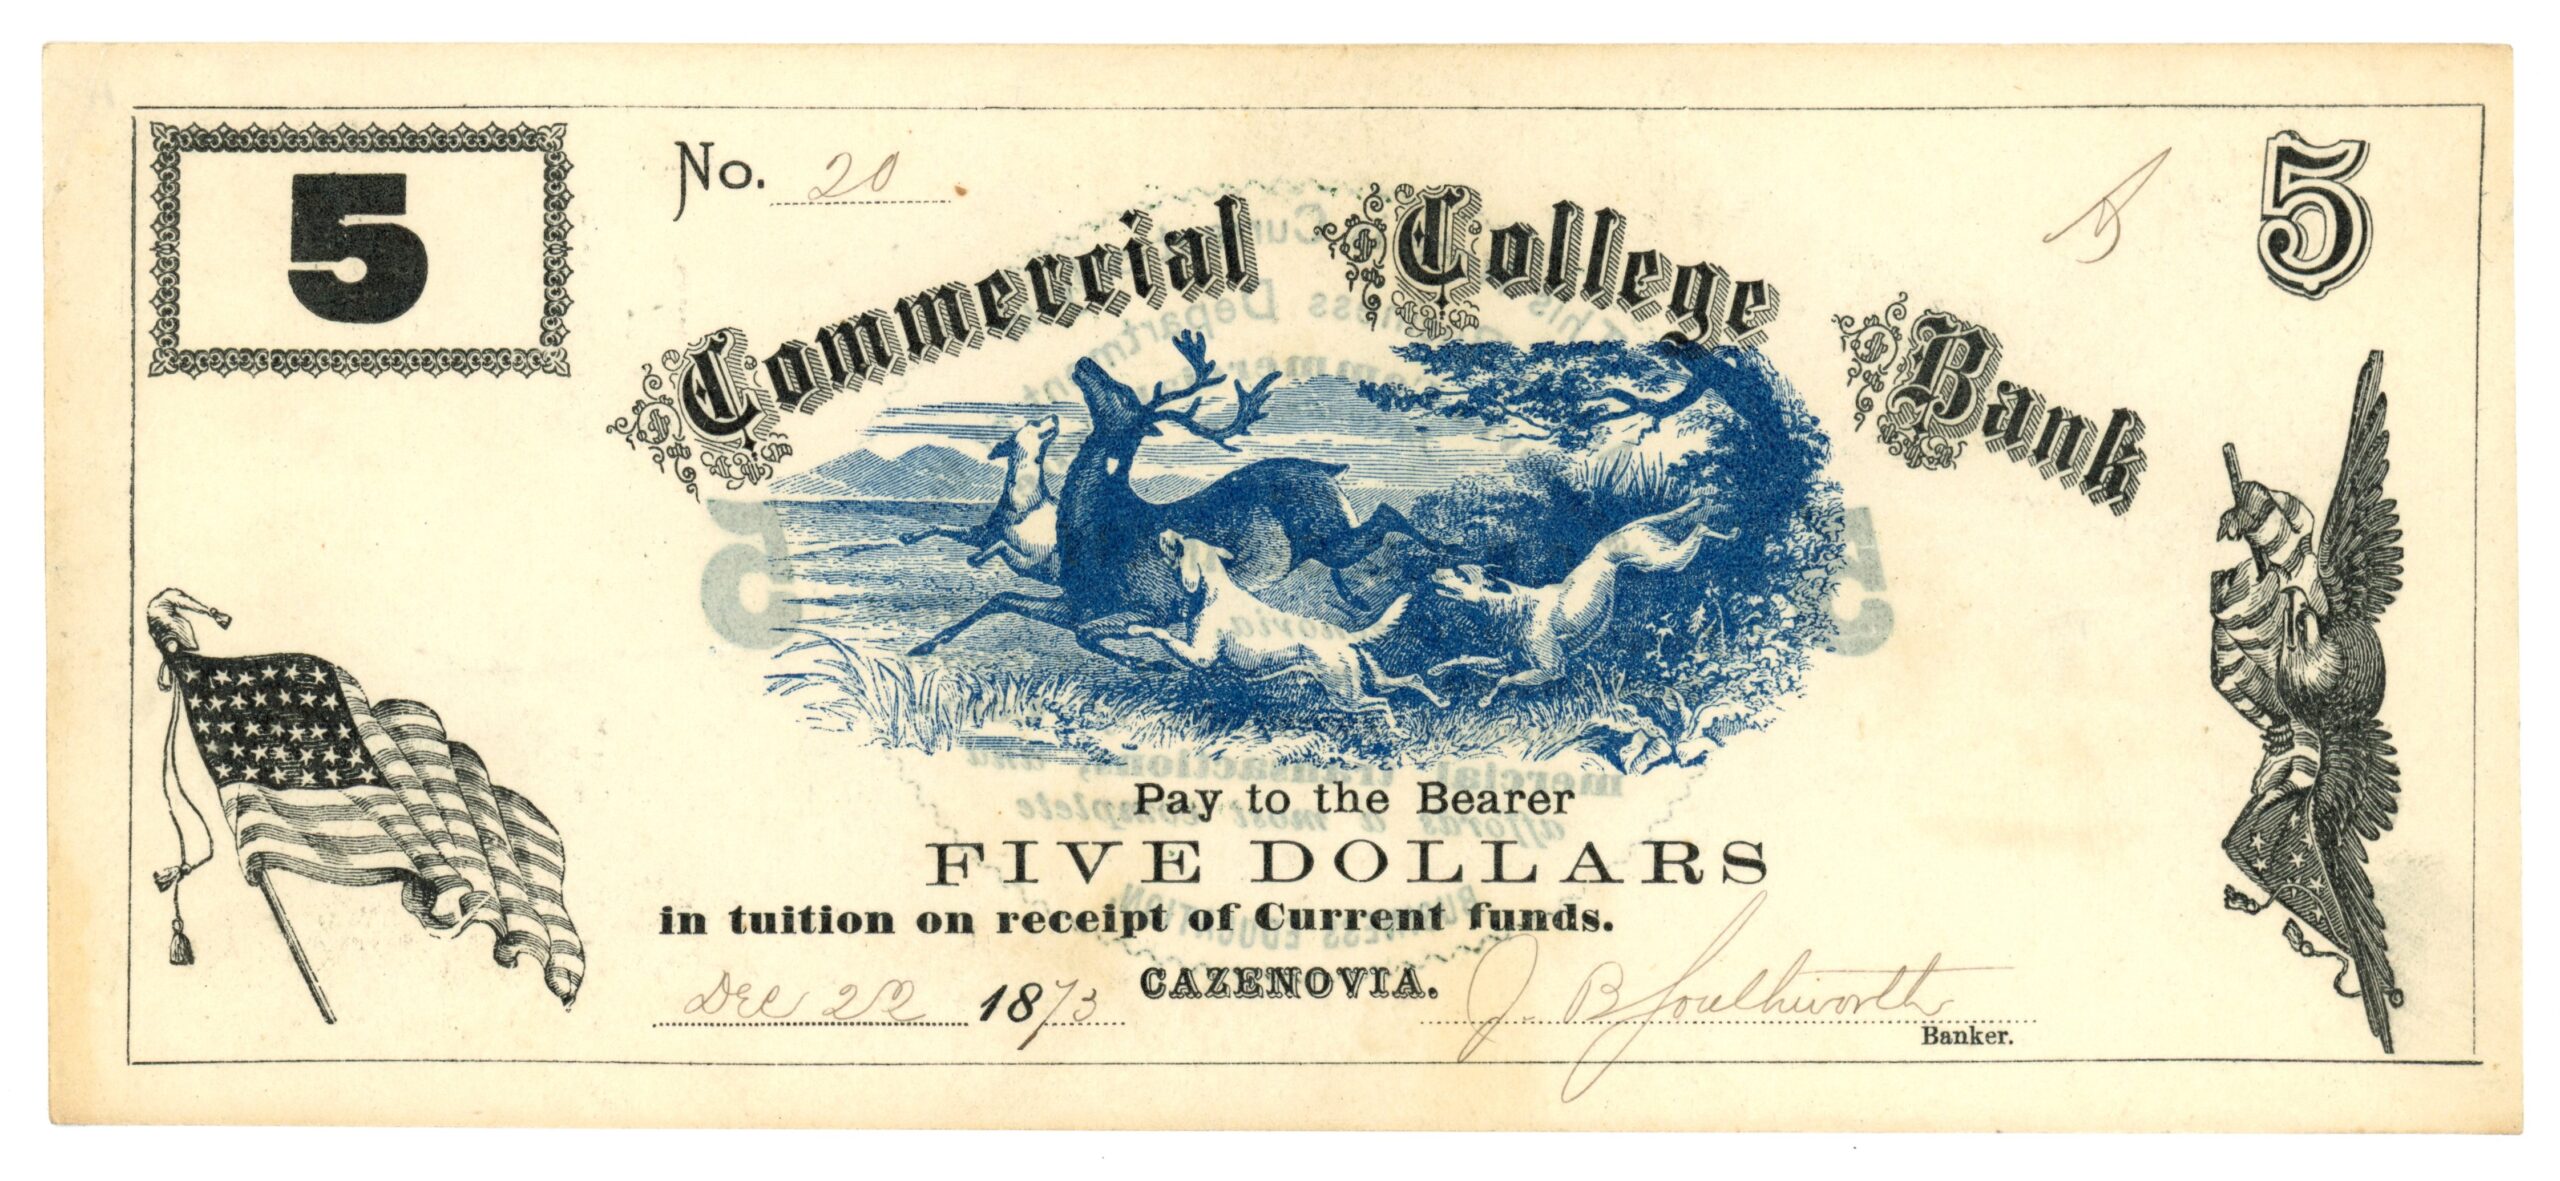 5
No. 20
A
5
Commercial College Bank
Pay to the Bearer
FIVE DOLLARS
in tuition on receipt of Current funds.
Dec 22 1873
CAZENOVIA.
J. B. Southworth
Banker.